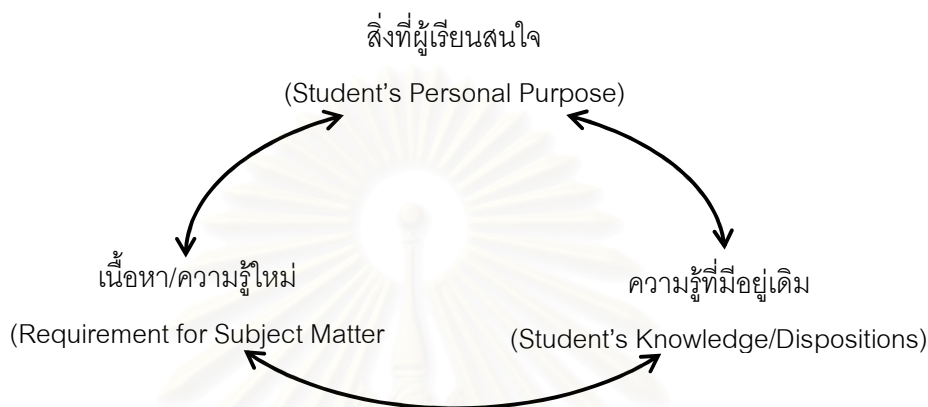 สิ่งที่ผู้เรียนสนใจ
(Student's Personal Purpose)
เนื้อหา/ความรู้ใหม่
(Requirement for Subject Matter
ความรู้ที่มีอยู่เดิม
(Student's Knowledge/Dispositions)